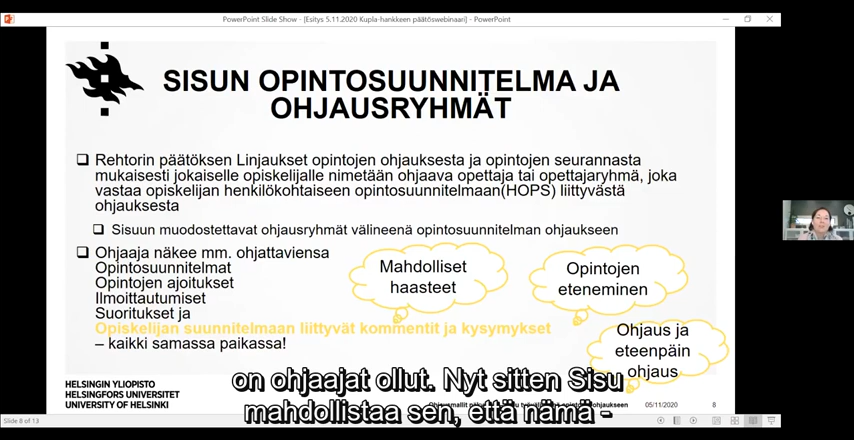 PowerPoint Slide Show - [Esitys 5.11.2020 Kupla-hankkeen päätöswebinaari] - PowerPoint
SISUN OPINTOSUUNNITELMA JA
OHJAUSRYHMÄT
Rehtorin päätöksen Linjaukset opintojen ohjauksesta ja opintojen seurannasta
mukaisesti jokaiselle opiskelijalle nimetään ohjaava opettaja tai opettajaryhmä, joka
vastaa opiskelijan henkilökohtaiseen opintosuunnitelmaan(HOPS) liittyvästä
ohjauksesta
Sisuun muodostettavat ohjausryhmät välineenä opintosuunnitelman ohjaukseen
Ohjaaja näkee mm. ohjattaviensa
Opintosuunnitelmat
Opintojen ajoitukset
Ilmoittautumiset
Suoritukset ja
Opiskelijan suunnitelmaan liittyvät kommentit ja kysymykset
– kaikki samassa paikassa!
Mahdolliset
haasteet
Opintojen
eteneminen
Ohjaus ja
eteenpäin
ohjaus
on ohjaajat ollut. Nyt sitten Sisu
mahdollistaa sen, että nämä -
HELSINGIN YLIOPISTO
HELSINGFORS UNIVERSITET
UNIVERSITY OF HELSINKI
05/11/2020
8
Slide 8 of 13